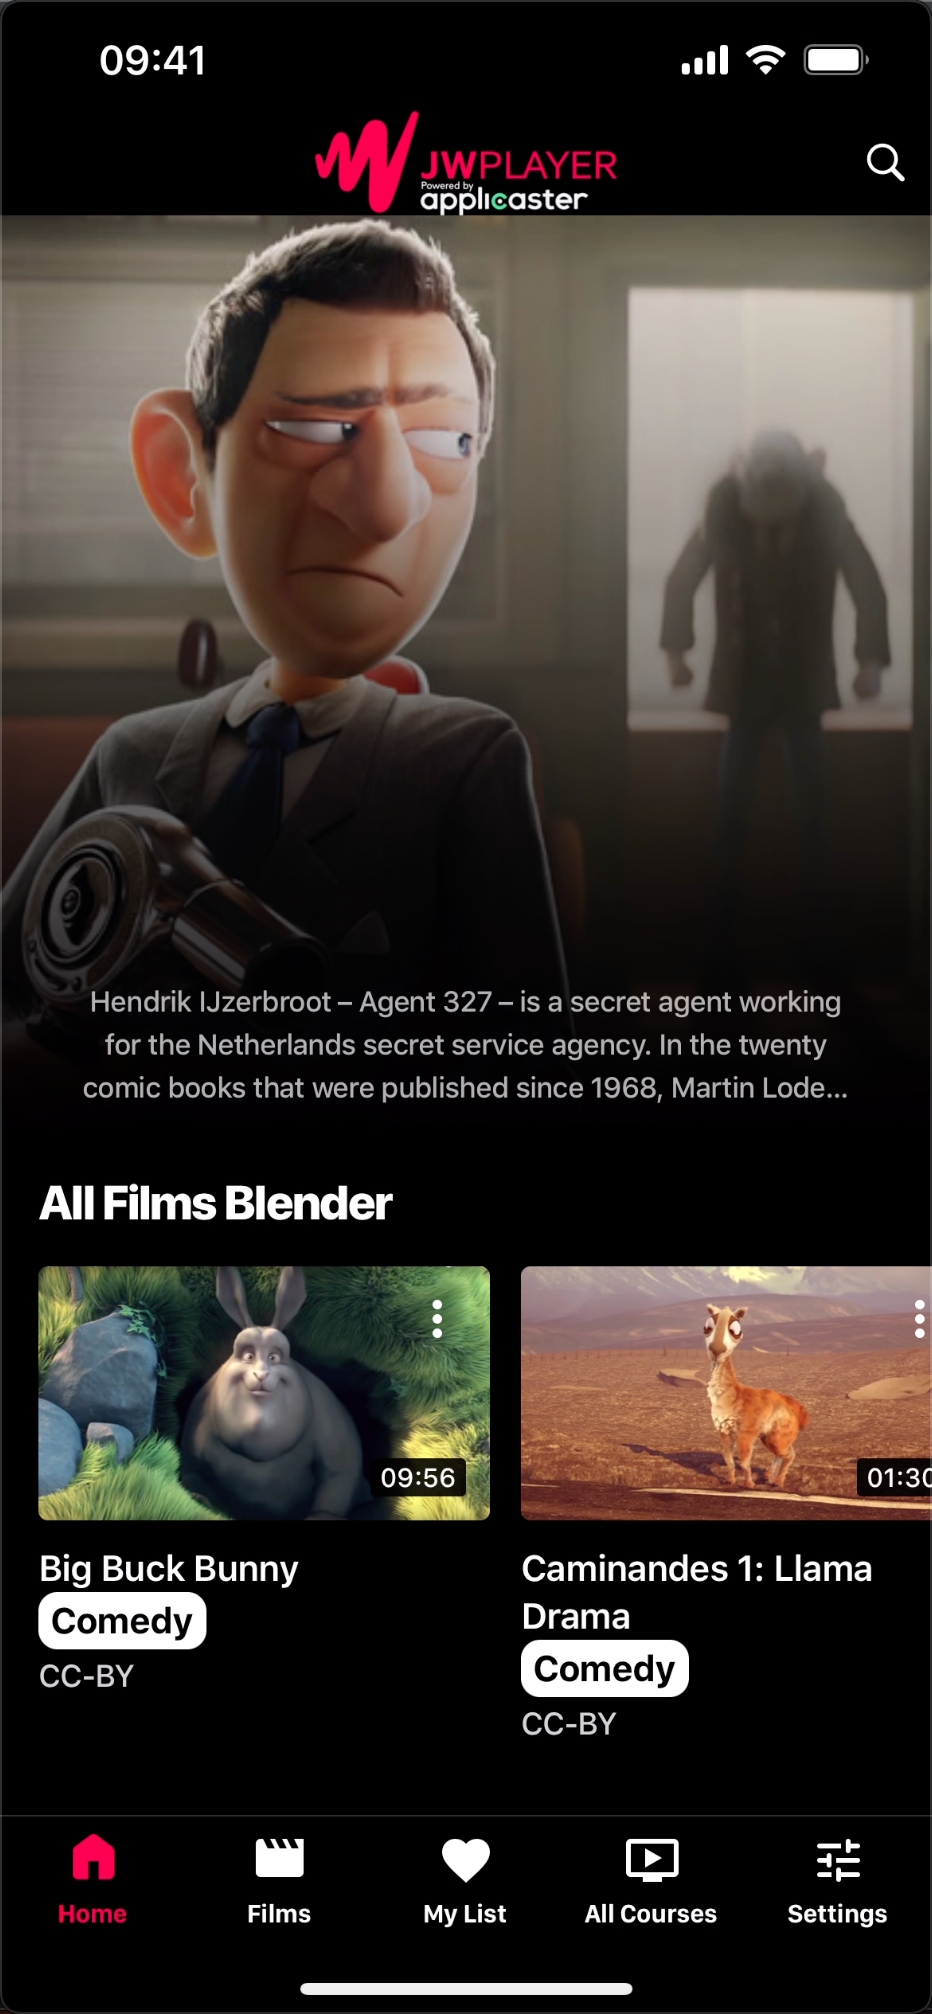 09:41
JWPLAYER
Powered by
applicaster
Hendrik IJzerbroot – Agent 327 – is a secret agent working
for the Netherlands secret service agency. In the twenty
comic books that were published since 1968, Martin Lode...
All Films Blender
09:56
01:30
Big Buck Bunny
Comedy
CC-BY
Caminandes 1: Llama
Drama
Comedy
CC-BY
Home
Films
My List
All Courses
Settings